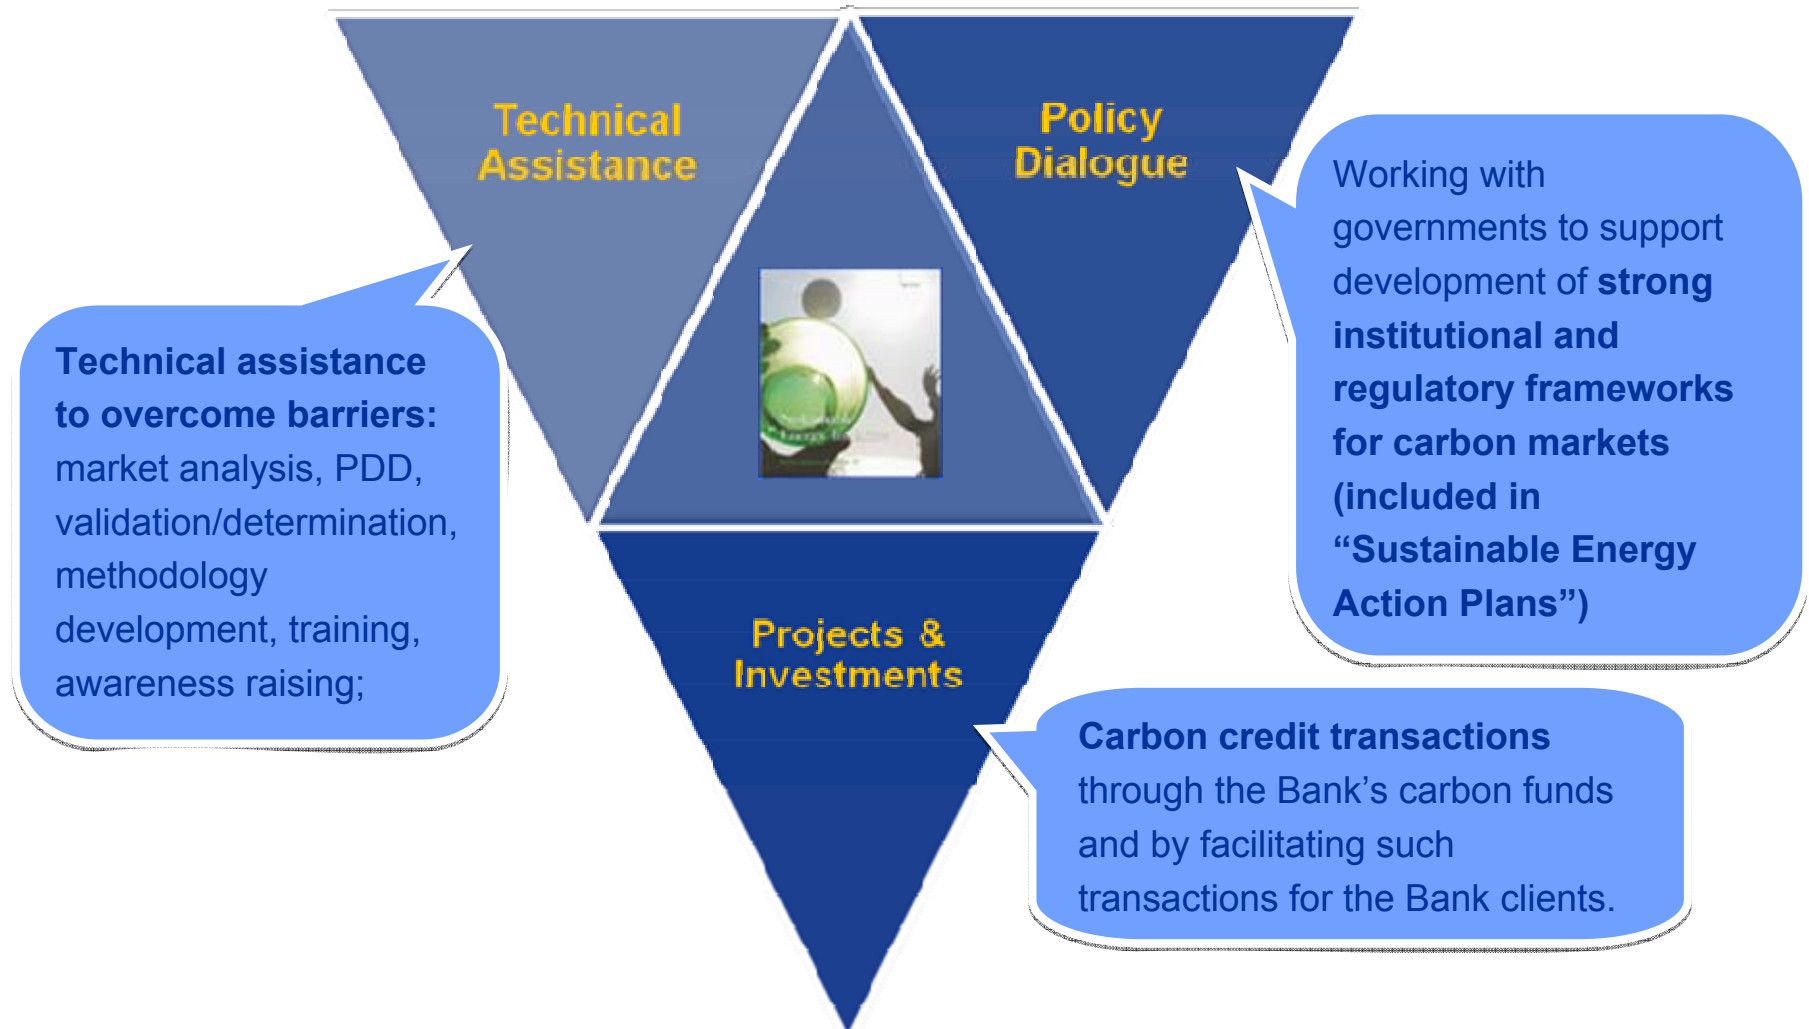 Technical
Assistance
Policy
Dialogue
Working with
governments to support
development of strong
institutional and
regulatory frameworks
for carbon markets
(included in
“Sustainable Energy
Action Plans”)
Technical assistance
to overcome barriers:
market analysis, PDD,
validation/determination,
methodology
development, training,
awareness raising;
Projects &
Investments
Carbon credit transactions
through the Bank’s carbon funds
and by facilitating such
transactions for the Bank clients.